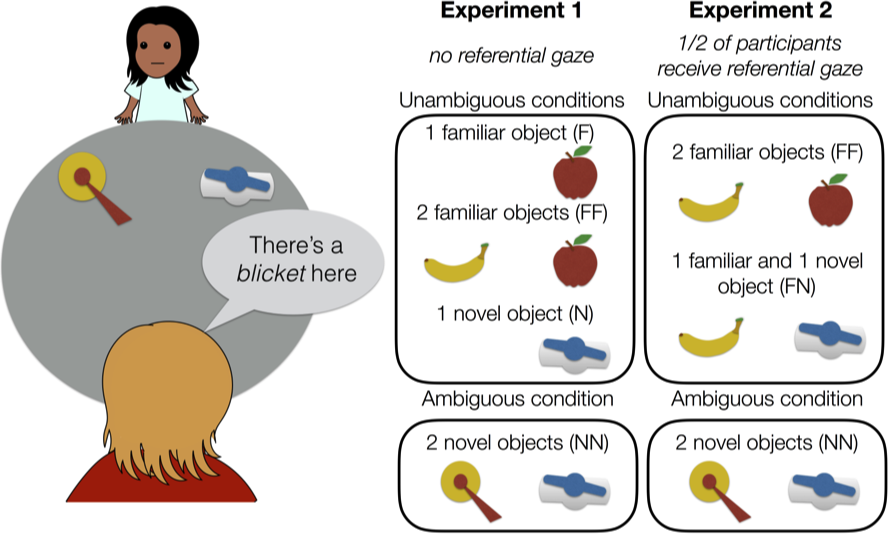 There's a
blicket here
Experiment 1
no referential gaze
Unambiguous conditions
1 familiar object (F)
2 familiar objects (FF)
1 novel object (N)
Ambiguous condition
2 novel objects (NN)
Experiment 2
1/2 of participants
receive referential gaze
Unambiguous conditions
2 familiar objects (FF)
1 familiar and 1 novel
object (FN)
Ambiguous condition
2 novel objects (NN)